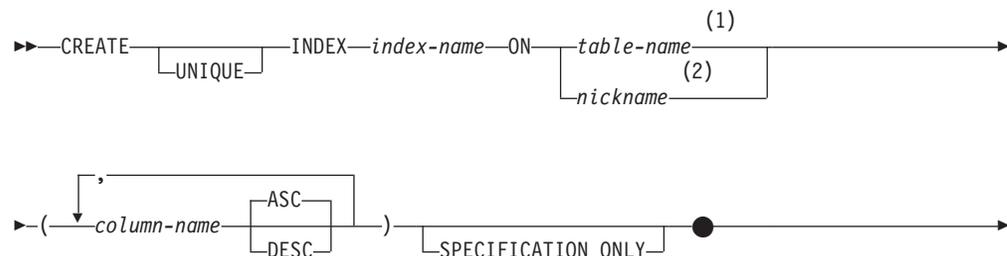 (1)
CREATE UNIQUE INDEX index-name ON table-name
(2)
nickname
,
( column-name ASC )
DESC SPECIFICATION ONLY